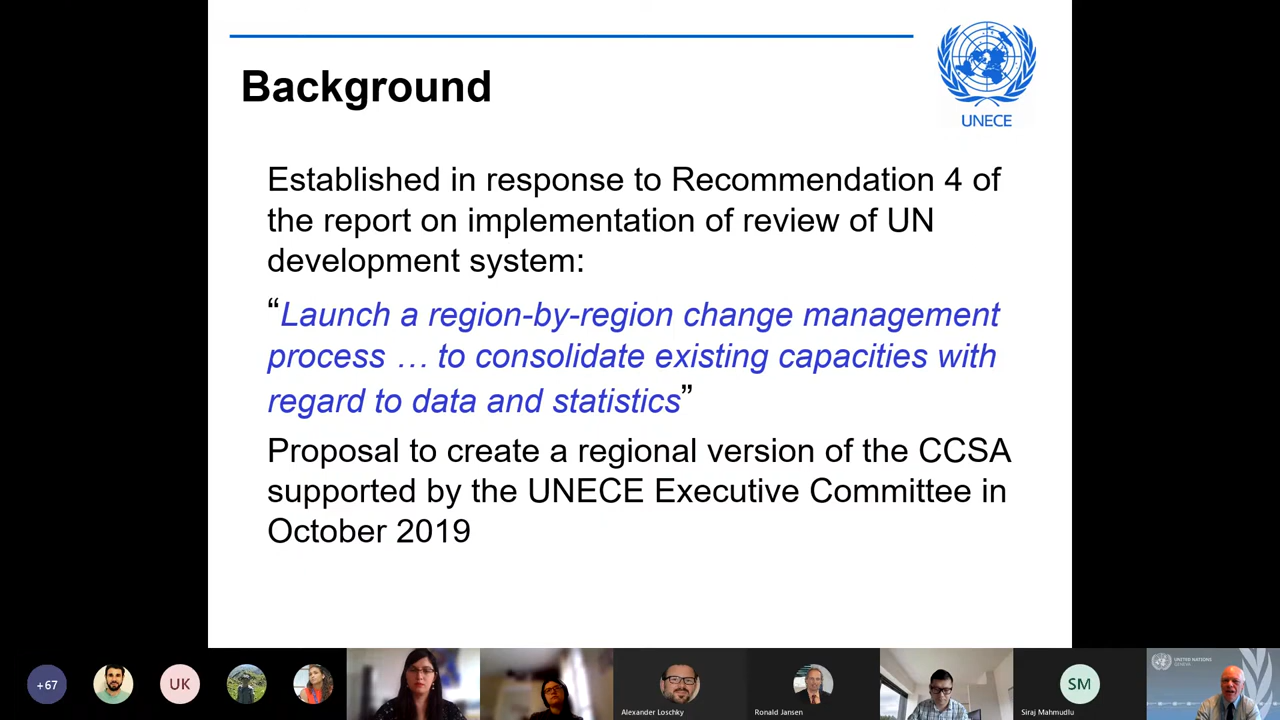 Background
UNECE
Established in response to Recommendation 4 of
the report on implementation of review of UN
development system:
“Launch a region-by-region change management
process … to consolidate existing capacities with
regard to data and statistics”
Proposal to create a regional version of the CCSA
supported by the UNECE Executive Committee in
October 2019
+67
UK
Alexander Loschky
Ronald Jansen
SM
Siraj Mahmudlu
UNITED NATIONS
GENEVA